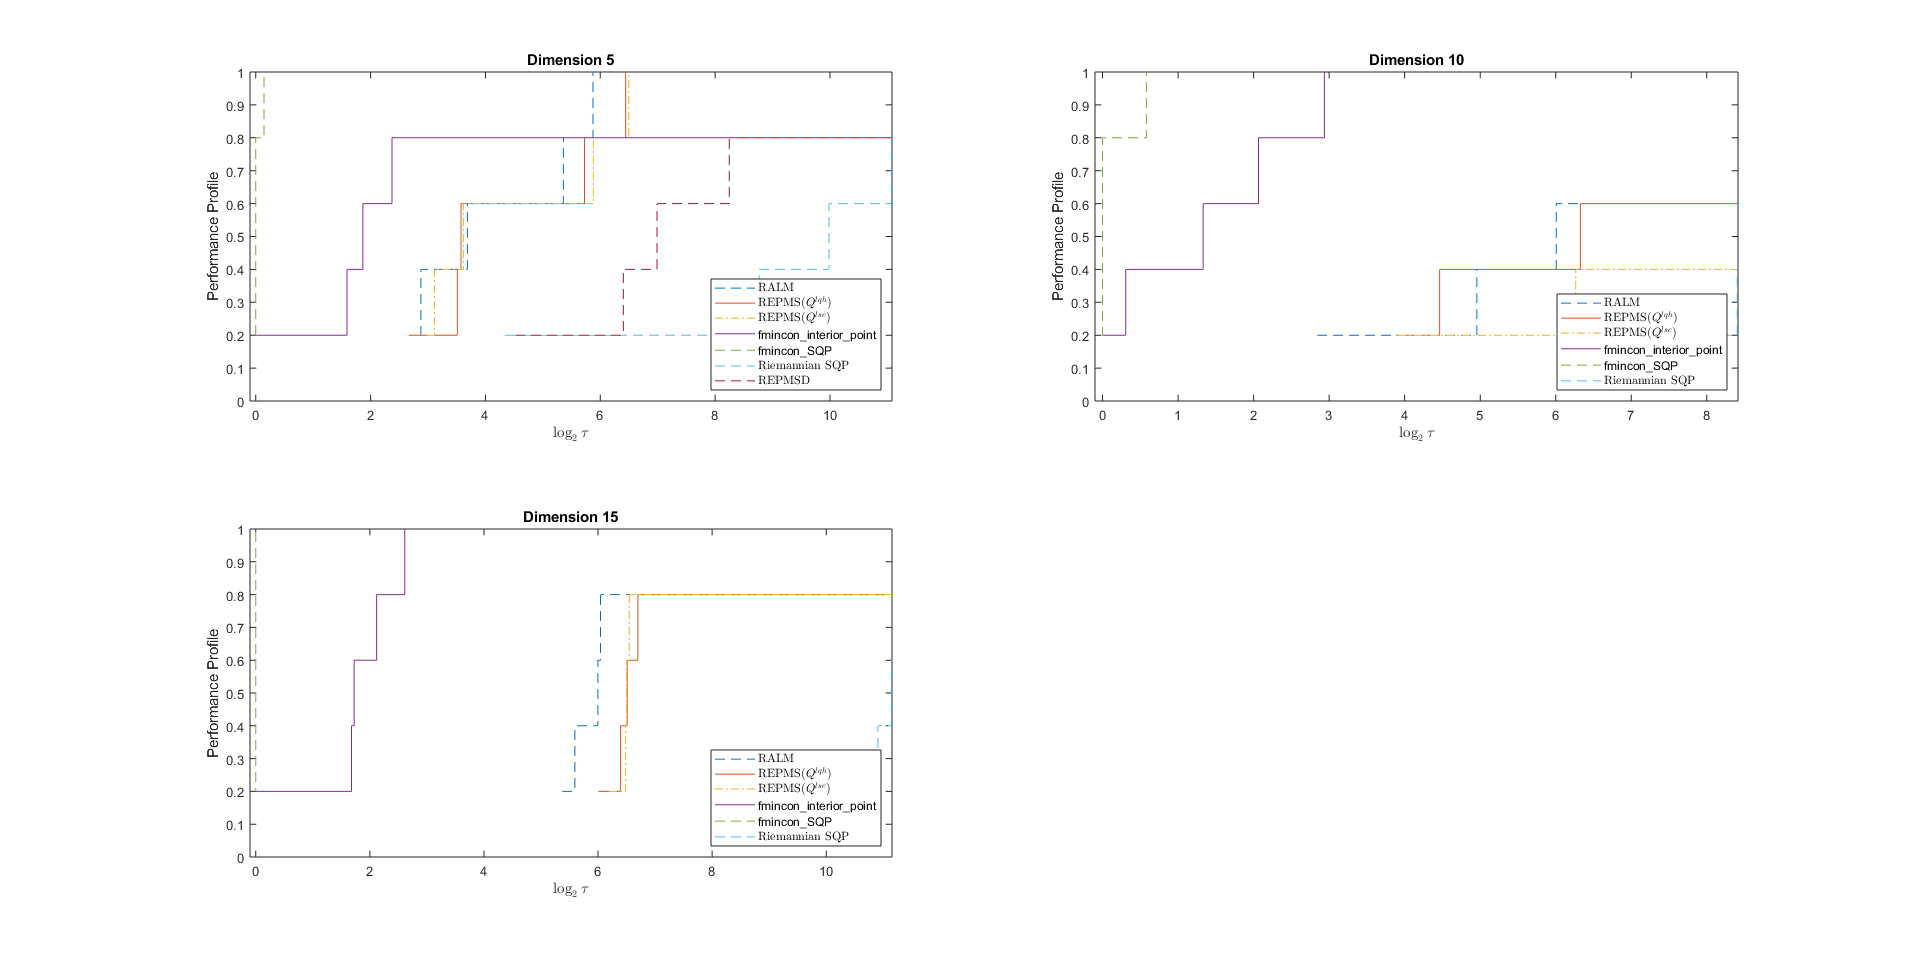 Dimension 5
1
0.9
0.8
0.7
0.6
0.5
0.4
0.3
0.2
0.1
0
Performance Profile
RALM
REPMS(Q^{lqh})
REPMS(Q^{lse})
fmincon_interior_point
fmincon_SQP
Riemannian SQP
REPMSD
0 2 4 6 8 10
log₂ τ
Dimension 10
1
0.9
0.8
0.7
0.6
0.5
0.4
0.3
0.2
0.1
0
Performance Profile
RALM
REPMS(Q^{lqh})
REPMS(Q^{lse})
fmincon_interior_point
fmincon_SQP
Riemannian SQP
0 1 2 3 4 5 6 7 8
log₂ τ
Dimension 15
1
0.9
0.8
0.7
0.6
0.5
0.4
0.3
0.2
0.1
0
Performance Profile
RALM
REPMS(Q^{lqh})
REPMS(Q^{lse})
fmincon_interior_point
fmincon_SQP
Riemannian SQP
0 2 4 6 8 10
log₂ τ